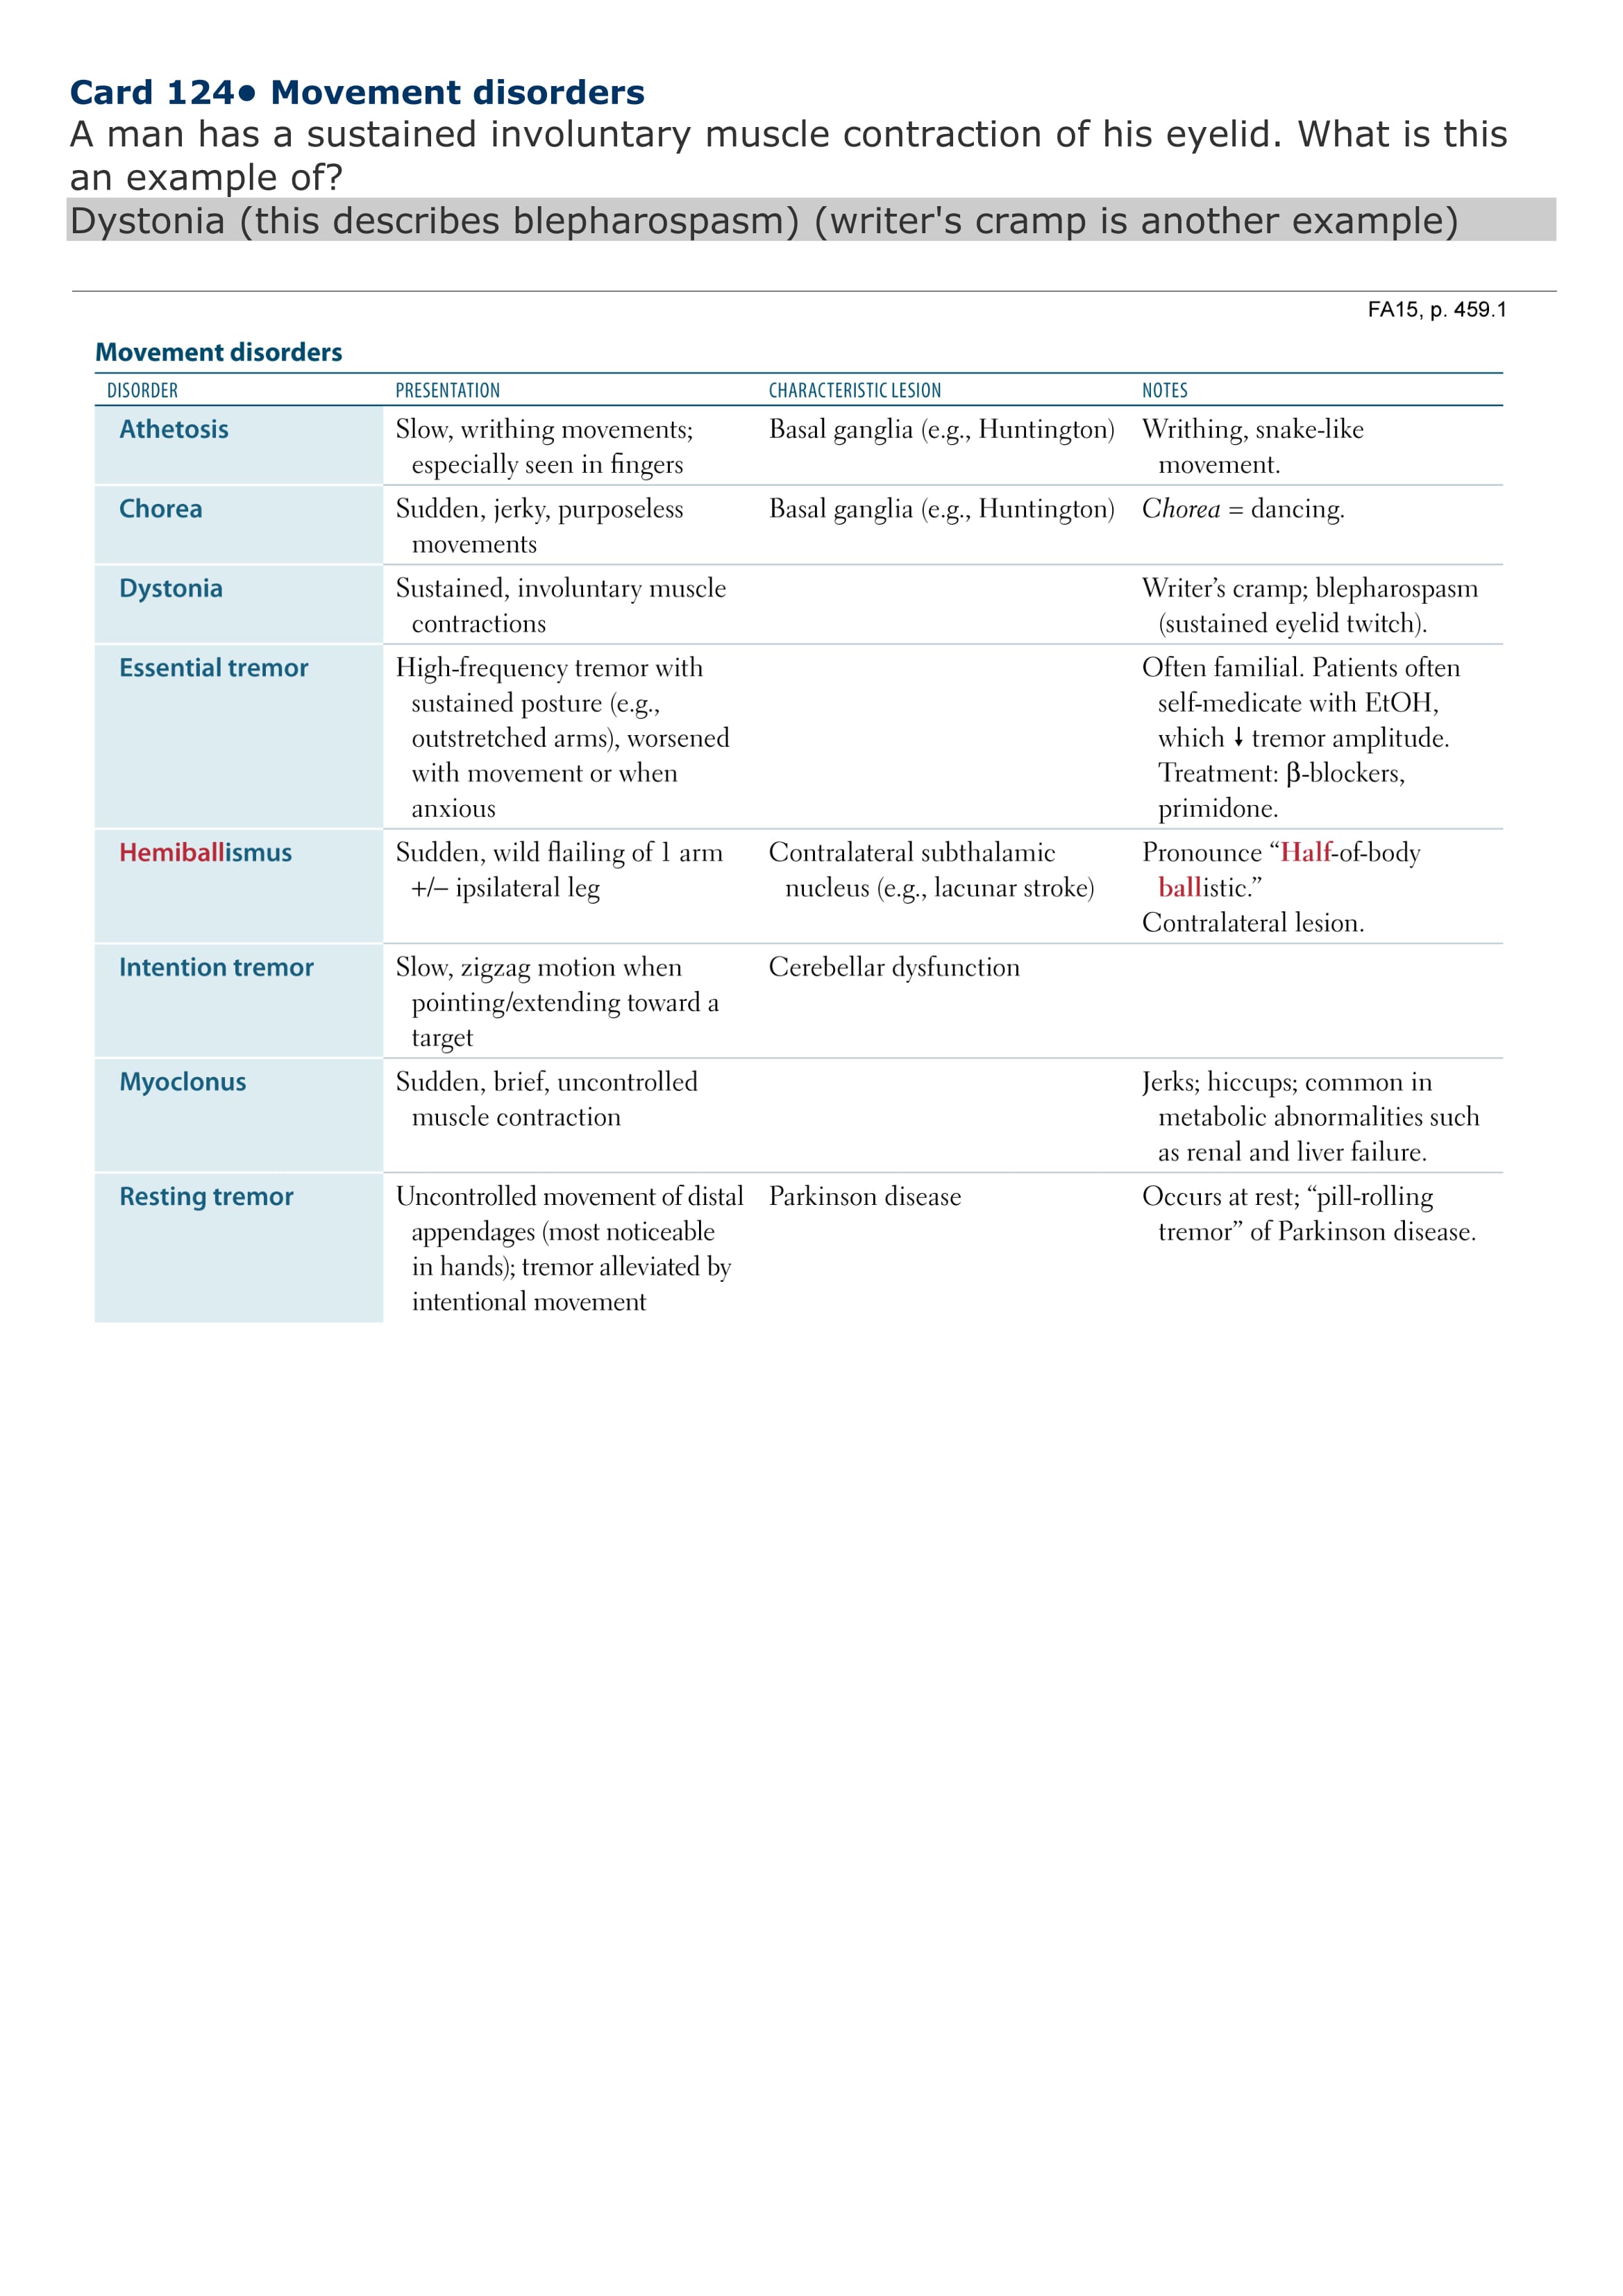 Card 124• Movement disorders
A man has a sustained involuntary muscle contraction of his eyelid. What is this
an example of?
Dystonia (this describes blepharospasm) (writer's cramp is another example)
FA15, p. 459.1
Movement disorders
DISORDER PRESENTATION CHARACTERISTIC LESION NOTES
Athetosis Slow, writhing movements; Basal ganglia (e.g., Huntington) Writhing, snake-like
especially seen in fingers movement.
Chorea Sudden, jerky, purposeless Basal ganglia (e.g., Huntington) Chorea = dancing.
movements
Dystonia Sustained, involuntary muscle Writer’s cramp; blepharospasm
contractions (sustained eyelid twitch).
Essential tremor High-frequency tremor with Often familial. Patients often
sustained posture (e.g., self-medicate with EtOH,
outstretched arms), worsened which ↓ tremor amplitude.
with movement or when Treatment: β-blockers,
anxious primidone.
Hemiballismus Sudden, wild flailing of 1 arm Contralateral subthalamic Pronounce “Half-of-body
+/– ipsilateral leg nucleus (e.g., lacunar stroke) ballistic.”
Contralateral lesion.
Intention tremor Slow, zigzag motion when Cerebellar dysfunction
pointing/extending toward a
target
Myoclonus Sudden, brief, uncontrolled Jerks; hiccups; common in
muscle contraction metabolic abnormalities such
as renal and liver failure.
Resting tremor Uncontrolled movement of distal Parkinson disease Occurs at rest; “pill-rolling
appendages (most noticeable tremor” of Parkinson disease.
in hands); tremor alleviated by
intentional movement